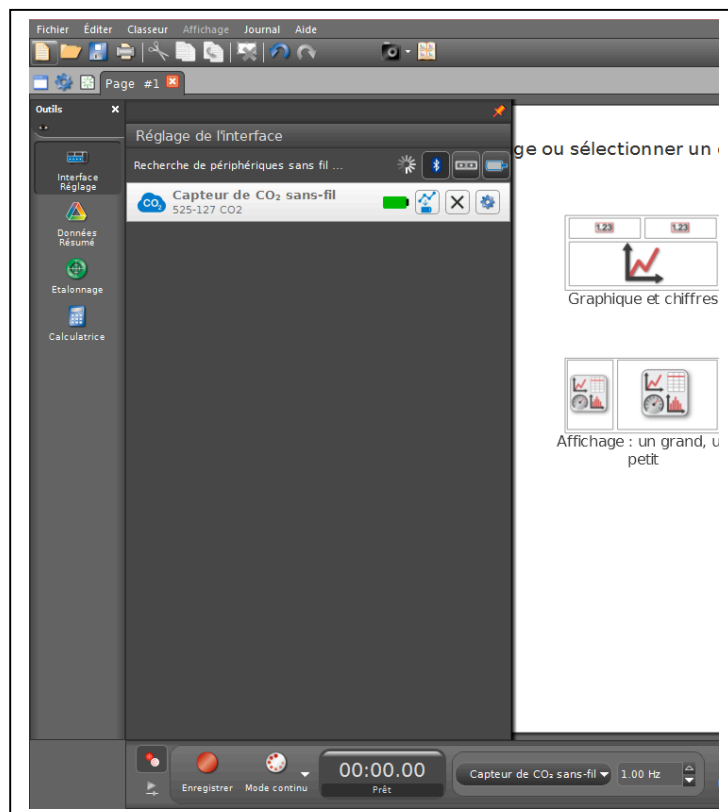 Fichier Éditer Classeur Affichage Journal Aide
Page #1
Outils
Réglage de l'interface
ge ou sélectionner un
Recherche de périphériques sans fil ...
Interface
Réglage
CO₂
Capteur de CO₂ sans-fil
525-127 CO2
Données
Résumé
Etalonnage
Calculatrice
1.23 1.23
Graphique et chiffres
Affichage : un grand, u
petit
Enregistrer Mode continu
00:00.00
Prêt
Capteur de CO₂ sans-fil 1.00 Hz